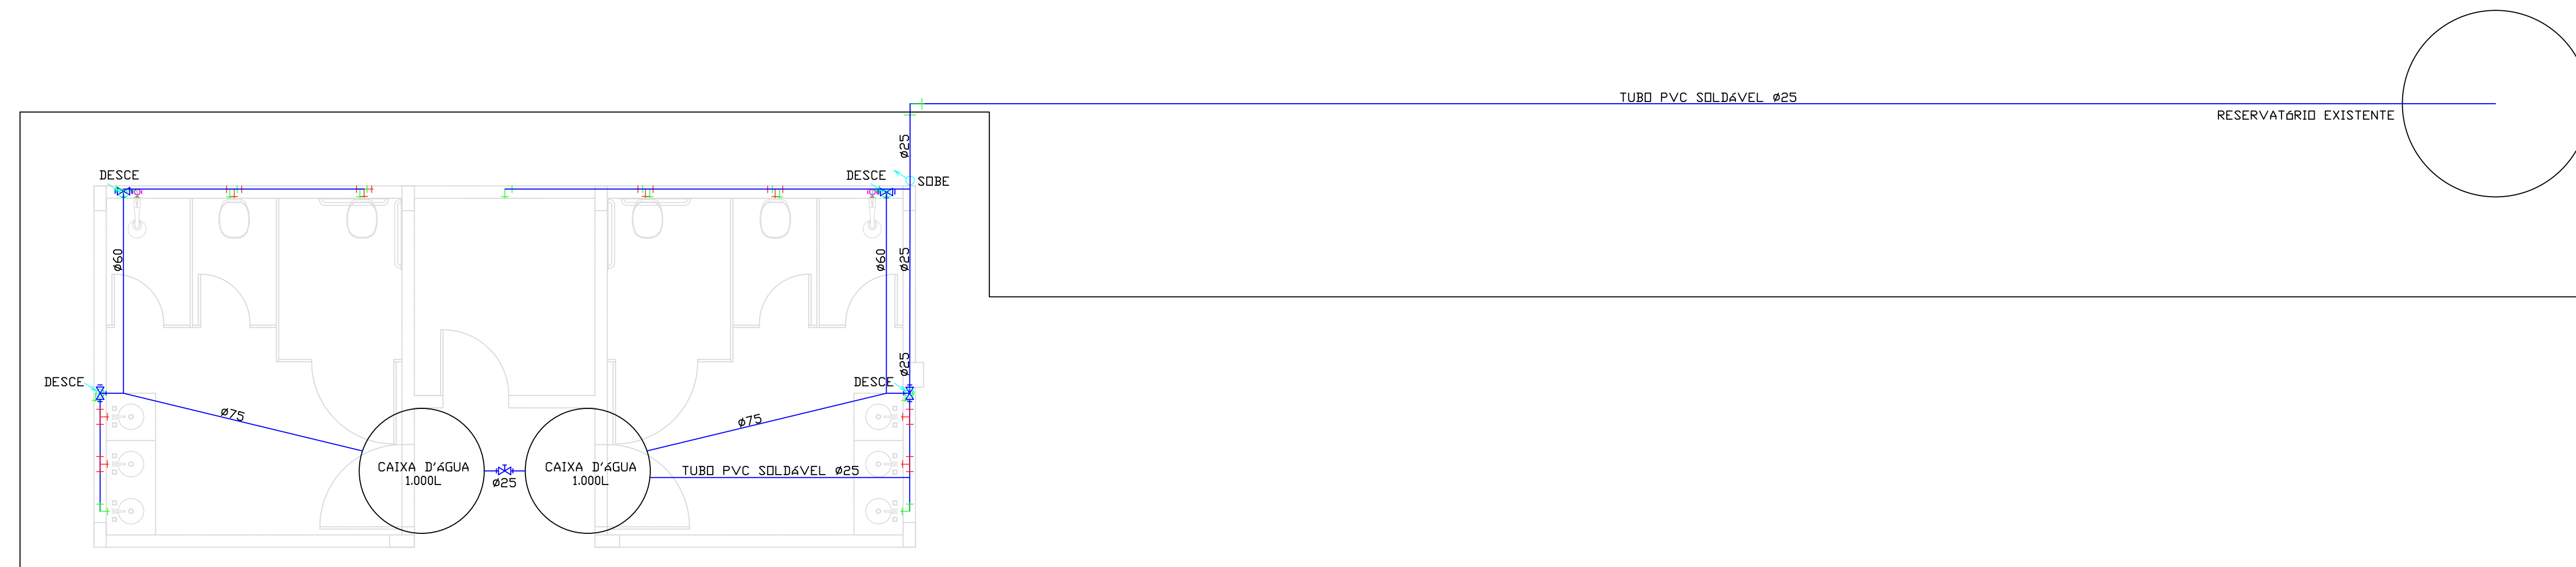 TUBO PVC SOLDÁVEL Ø25
RESERVATÓRIO EXISTENTE
Ø25
DESCE
DESCE
SOBE
Ø60
Ø60
Ø25
Ø25
DESCE
DESCE
Ø75
Ø75
CAIXA D'ÁGUA
1.000L
CAIXA D'ÁGUA
1.000L
TUBO PVC SOLDÁVEL Ø25
Ø25